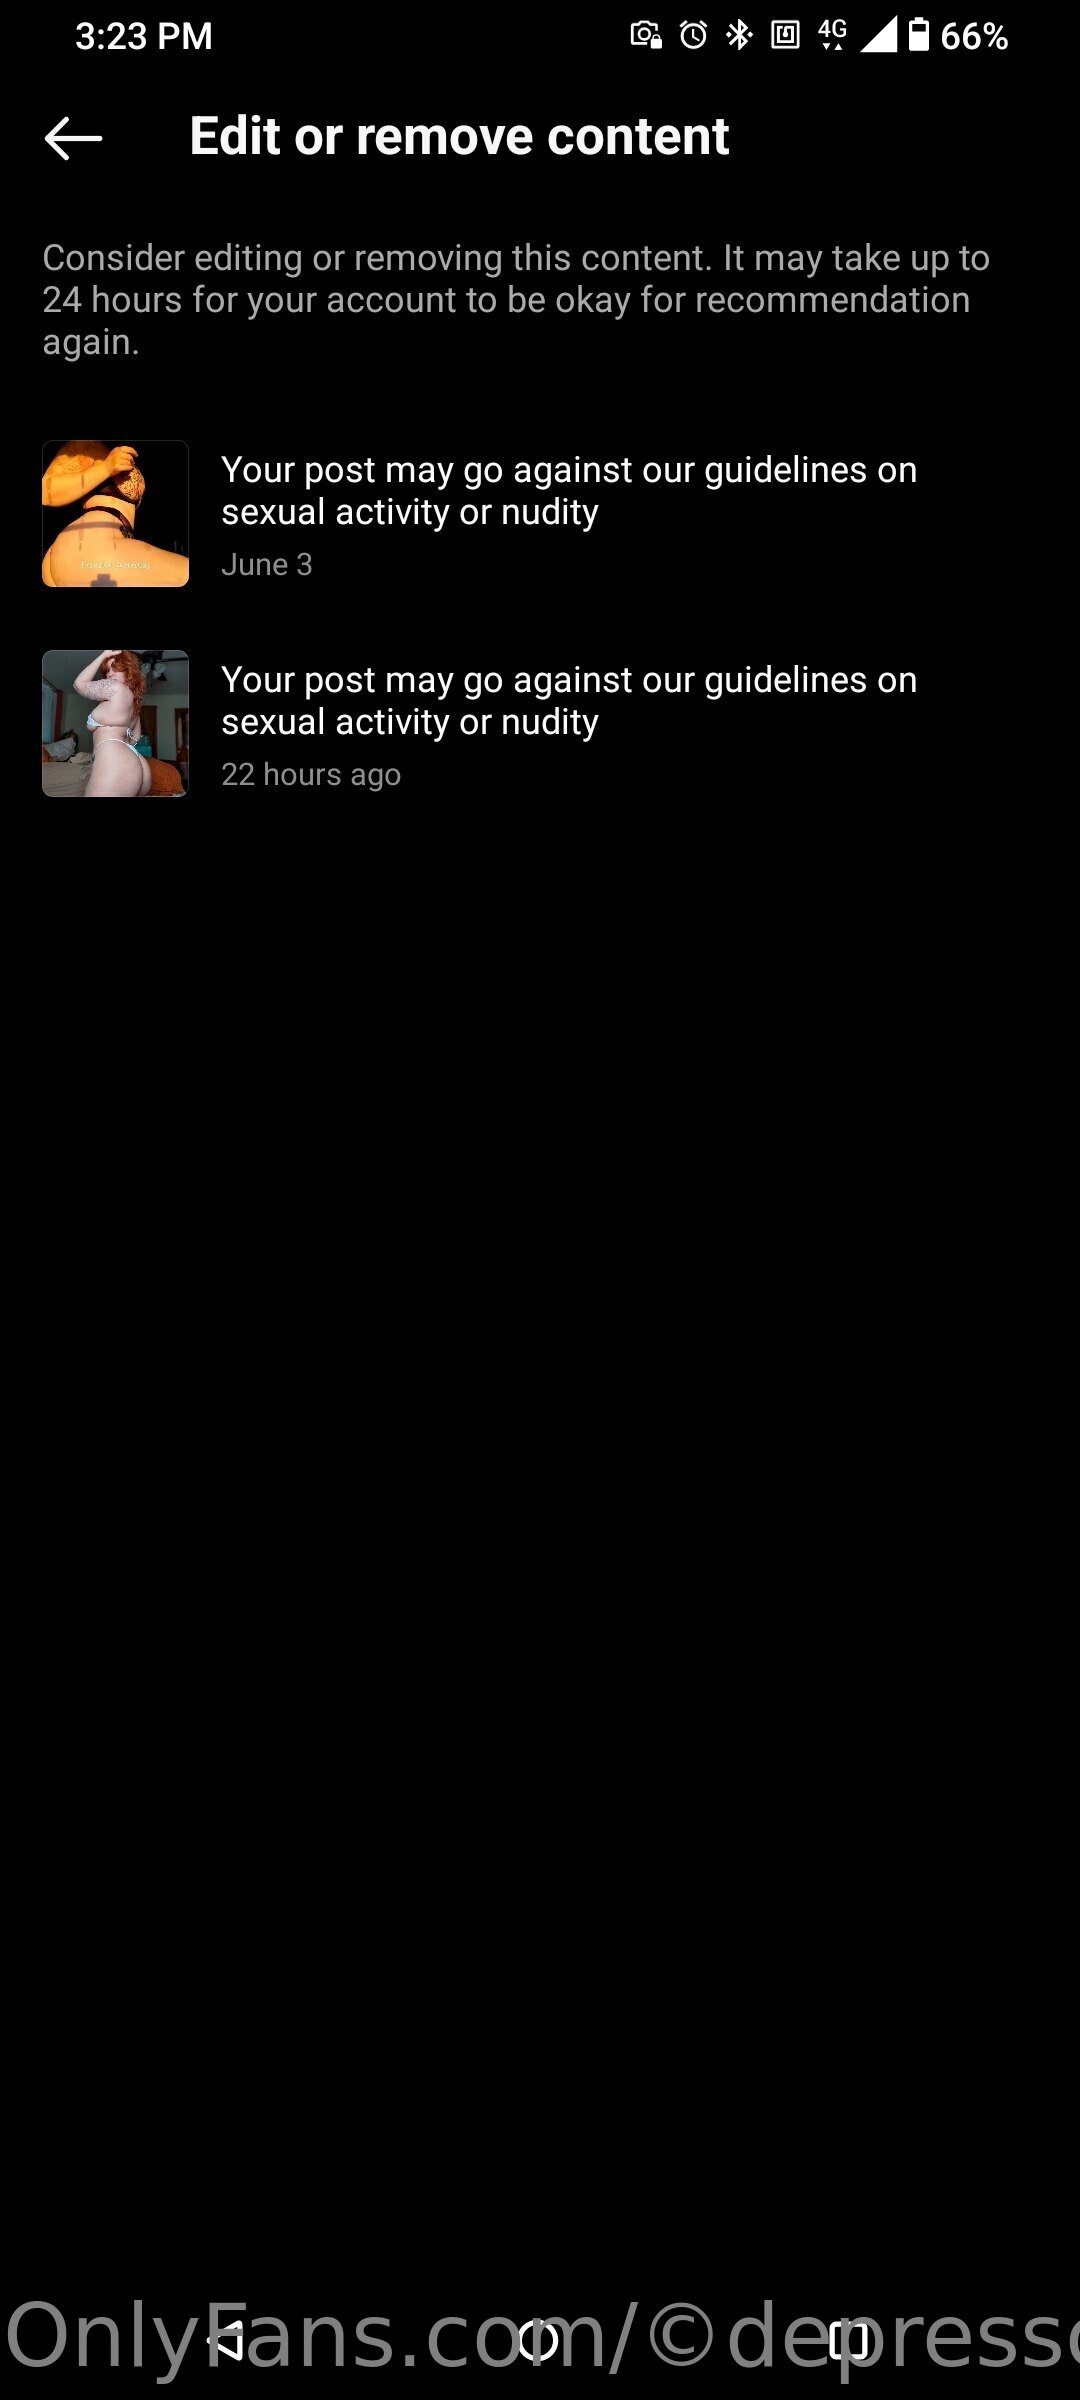 3:23 PM
4G
66%
Edit or remove content
Consider editing or removing this content. It may take up to
24 hours for your account to be okay for recommendation
again.
Your post may go against our guidelines on
sexual activity or nudity
June 3
Your post may go against our guidelines on
sexual activity or nudity
22 hours ago
OnlyFans.com/©depress